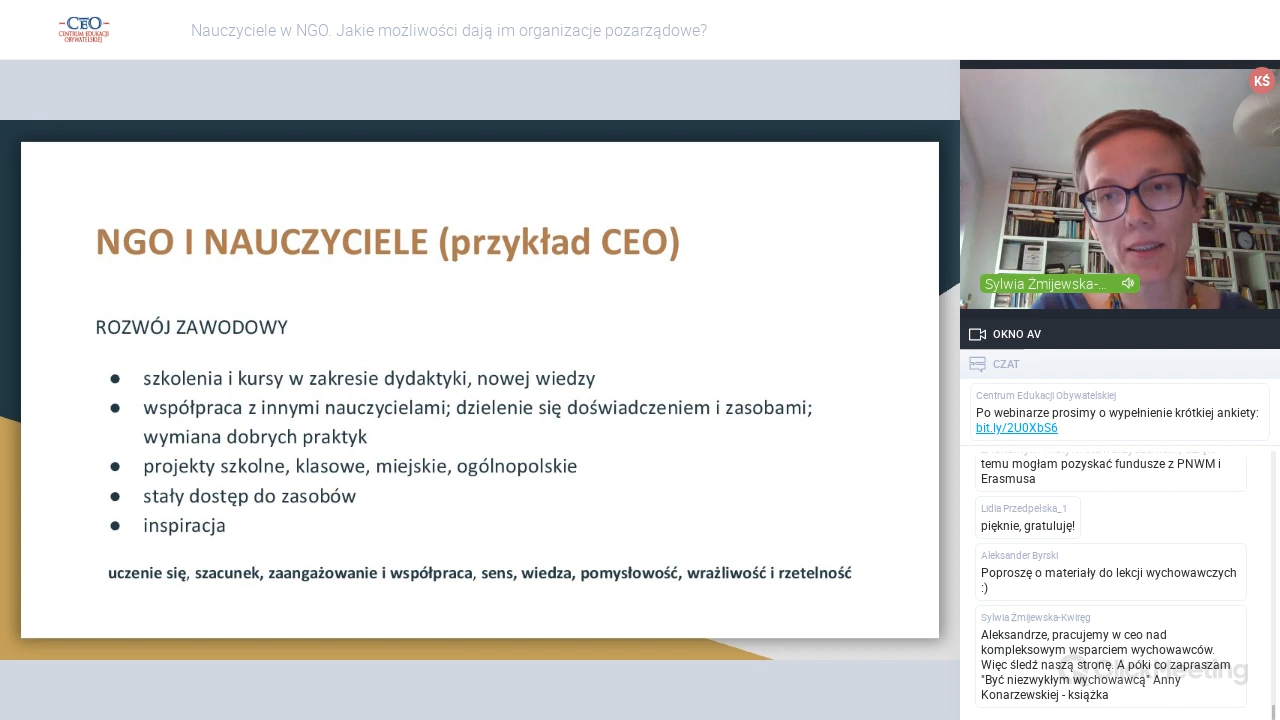 CEO
CENTRUM EDUKACJI
OBYWATELSKIEJ
Nauczyciele w NGO. Jakie możliwości dają im organizacje pozarządowe?
NGO I NAUCZYCIELE (przykład CEO)
ROZWÓJ ZAWODOWY
● szkolenia i kursy w zakresie dydaktyki, nowej wiedzy
● współpraca z innymi nauczycielami; dzielenie się doświadczeniem i zasobami;
wymiana dobrych praktyk
● projekty szkolne, klasowe, miejskie, ogólnopolskie
● stały dostęp do zasobów
● inspiracja
uczenie się, szacunek, zaangażowanie i współpraca, sens, wiedza, pomysłowość, wrażliwość i rzetelność
KŚ
Sylwia Żmijewska-...
OKNO AV
CZAT
Centrum Edukacji Obywatelskiej
Po webinarze prosimy o wypełnienie krótkiej ankiety:
bit.ly/2U0XbS6
temu mogłam pozyskać fundusze z PNWM i
Erasmusa
Lidia Przedpełska_1
pięknie, gratuluję!
Aleksander Byrski
Poproszę o materiały do lekcji wychowawczych
:)
Sylwia Żmijewska-Kwiręg
Aleksandrze, pracujemy w ceo nad
kompleksowym wsparciem wychowawców.
Więc śledź naszą stronę. A póki co zapraszam
"Być niezwykłym wychowawcą" Anny
Konarzewskiej - książka
ClickMeeting